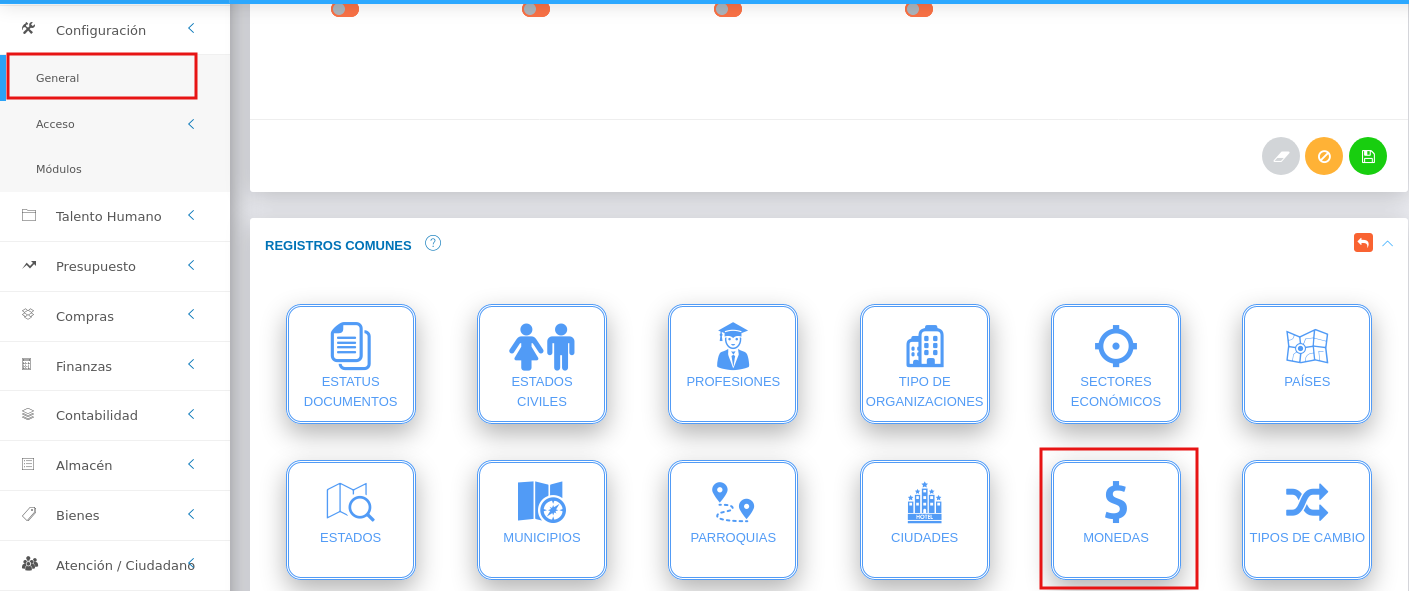 Configuración
General
Acceso
Módulos
Talento Humano
Presupuesto
Compras
Finanzas
Contabilidad
Almacén
Bienes
Atención / Ciudadano
REGISTROS COMUNES
ESTATUS
DOCUMENTOS
ESTADOS
CIVILES
PROFESIONES
TIPO DE
ORGANIZACIONES
SECTORES
ECONÓMICOS
PAÍSES
ESTADOS
MUNICIPIOS
PARROQUIAS
HOTEL
CIUDADES
MONEDAS
TIPOS DE CAMBIO